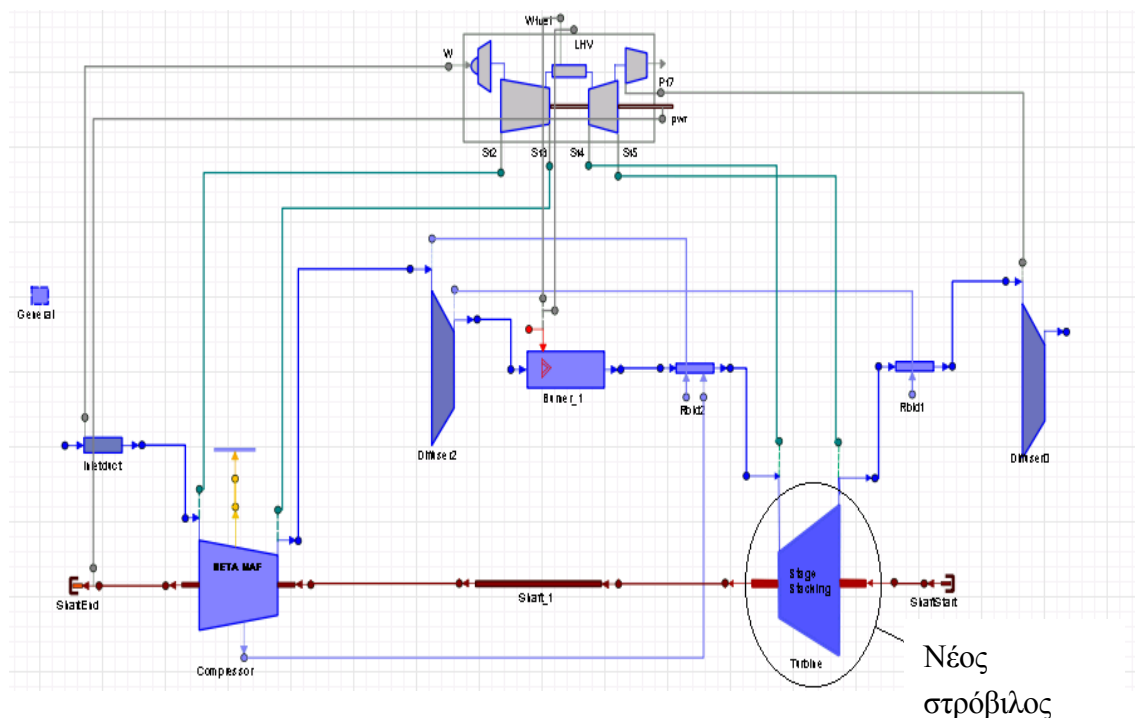 Wfuel
LHV
W
Pt7
pwr
St2
St3
St4
St5
General
Burner_1
Rbld2
Rbld1
Diffuser2
Diffuser3
Inletduct
BETA MAP
Stage
Stacking
ShaftEnd
Shaft_1
ShaftStart
Compressor
Turbine
Νέος
στρόβιλος